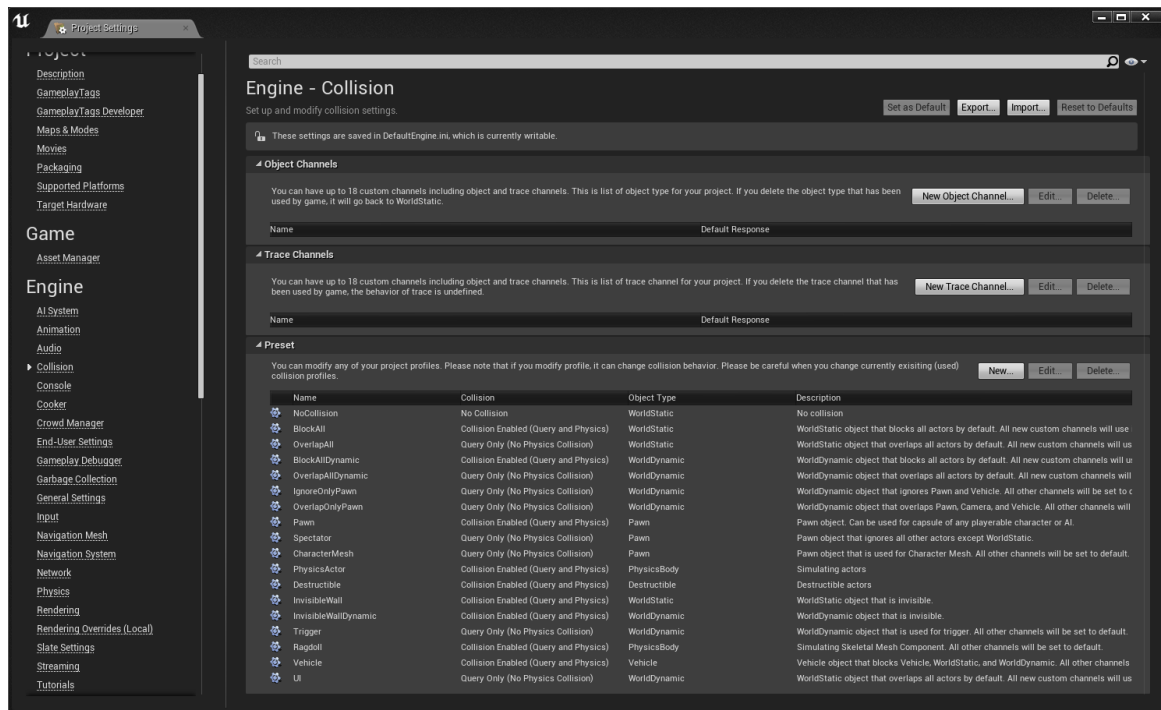 Project Settings
Project
Description
GameplayTags
GameplayTags Developer
Maps & Modes
Movies
Packaging
Supported Platforms
Target Hardware
Game
Asset Manager
Engine
AI System
Animation
Audio
Collision
Console
Cooker
Crowd Manager
End-User Settings
Gameplay Debugger
Garbage Collection
General Settings
Input
Navigation Mesh
Navigation System
Network
Physics
Rendering
Rendering Overrides (Local)
Slate Settings
Streaming
Tutorials
Search
Engine - Collision
Set up and modify collision settings.
Set as Default Export... Import... Reset to Defaults
These settings are saved in DefaultEngine.ini, which is currently writable.
Object Channels
You can have up to 18 custom channels including object and trace channels. This is list of object type for your project. If you delete the object type that has been
used by game, it will go back to WorldStatic.
New Object Channel... Edit... Delete...
Name Default Response
Trace Channels
You can have up to 18 custom channels including object and trace channels. This is list of trace channel for your project. If you delete the trace channel that has
been used by game, the behavior of trace is undefined.
New Trace Channel... Edit... Delete...
Name Default Response
Preset
You can modify any of your project profiles. Please note that if you modify profile, it can change collision behavior. Please be careful when you change currently exisiting (used)
collision profiles.
New... Edit... Delete...
Name Collision Object Type Description
NoCollision No Collision WorldStatic No collision
BlockAll Collision Enabled (Query and Physics) WorldStatic WorldStatic object that blocks all actors by default. All new custom channels will use
OverlapAll Query Only (No Physics Collision) WorldStatic WorldStatic object that overlaps all actors by default. All new custom channels will us
BlockAllDynamic Collision Enabled (Query and Physics) WorldDynamic WorldDynamic object that blocks all actors by default. All new custom channels will u
OverlapAllDynamic Query Only (No Physics Collision) WorldDynamic WorldDynamic object that overlaps all actors by default. All new custom channels will
IgnoreOnlyPawn Query Only (No Physics Collision) WorldDynamic WorldDynamic object that ignores Pawn and Vehicle. All other channels will be set to
OverlapOnlyPawn Query Only (No Physics Collision) WorldDynamic WorldDynamic object that overlaps Pawn, Camera, and Vehicle. All other channels will
Pawn Collision Enabled (Query and Physics) Pawn Pawn object. Can be used for capsule of any playerable character or AI.
Spectator Collision Enabled (Query and Physics) Pawn Pawn object that ignores all other actors except WorldStatic.
CharacterMesh Query Only (No Physics Collision) Pawn Pawn object that is used for Character Mesh. All other channels will be set to default.
PhysicsActor Collision Enabled (Query and Physics) PhysicsBody Simulating actors
Destructible Collision Enabled (Query and Physics) Destructible Destructible actors
InvisibleWall Collision Enabled (Query and Physics) WorldStatic WorldStatic object that is invisible.
InvisibleWallDynamic Collision Enabled (Query and Physics) WorldDynamic WorldDynamic object that is invisible.
Trigger Query Only (No Physics Collision) WorldDynamic WorldDynamic object that is used for trigger. All other channels will be set to default.
Ragdoll Collision Enabled (Query and Physics) PhysicsBody Simulating Skeletal Mesh Component. All other channels will be set to default.
Vehicle Collision Enabled (Query and Physics) Vehicle Vehicle object that blocks Vehicle, WorldStatic, and WorldDynamic. All other channels
UI Query Only (No Physics Collision) WorldDynamic WorldStatic object that overlaps all actors by default. All new custom channels will us